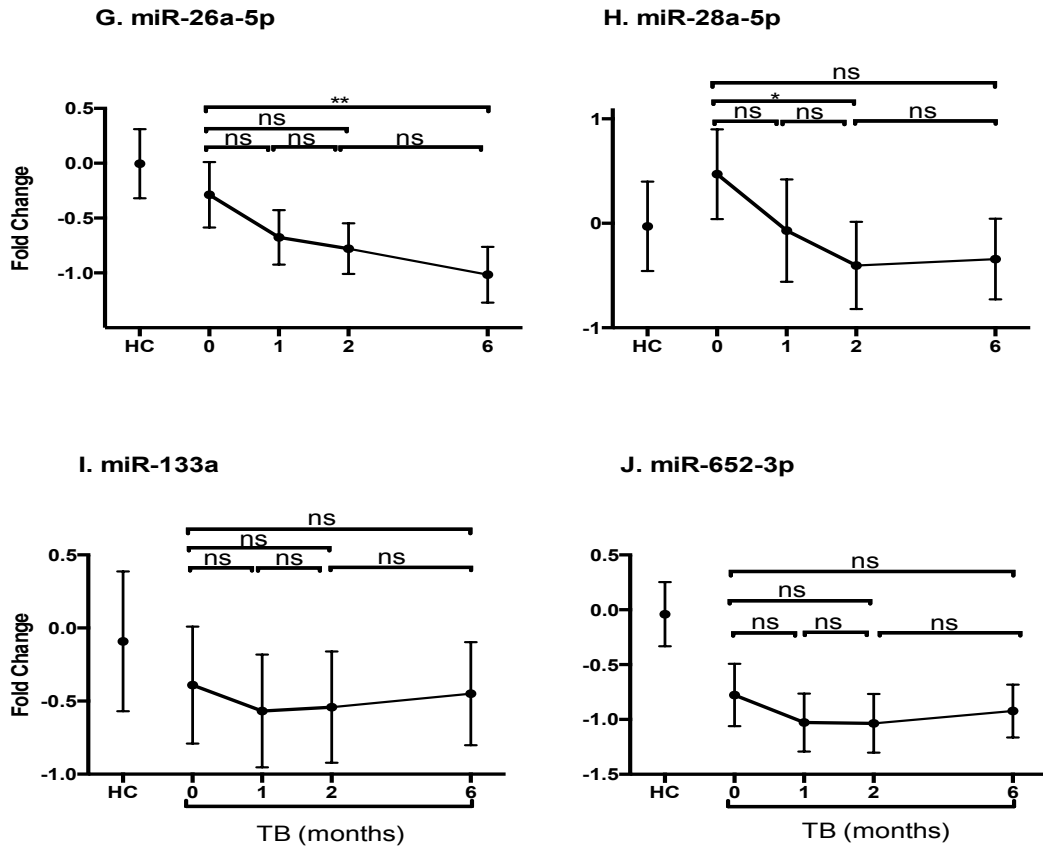 G. miR-26a-5p
**
ns
ns ns ns
0.5
0.0
-0.5
-1.0
Fold Change
HC 0 1 2 6
H. miR-28a-5p
ns
*
ns ns ns
1
0
-1
HC 0 1 2 6
I. miR-133a
ns
ns
ns ns ns
0.5
0.0
-0.5
-1.0
Fold Change
HC 0 1 2 6
TB (months)
J. miR-652-3p
ns
ns
ns ns ns
0.5
0.0
-0.5
-1.0
-1.5
HC 0 1 2 6
TB (months)